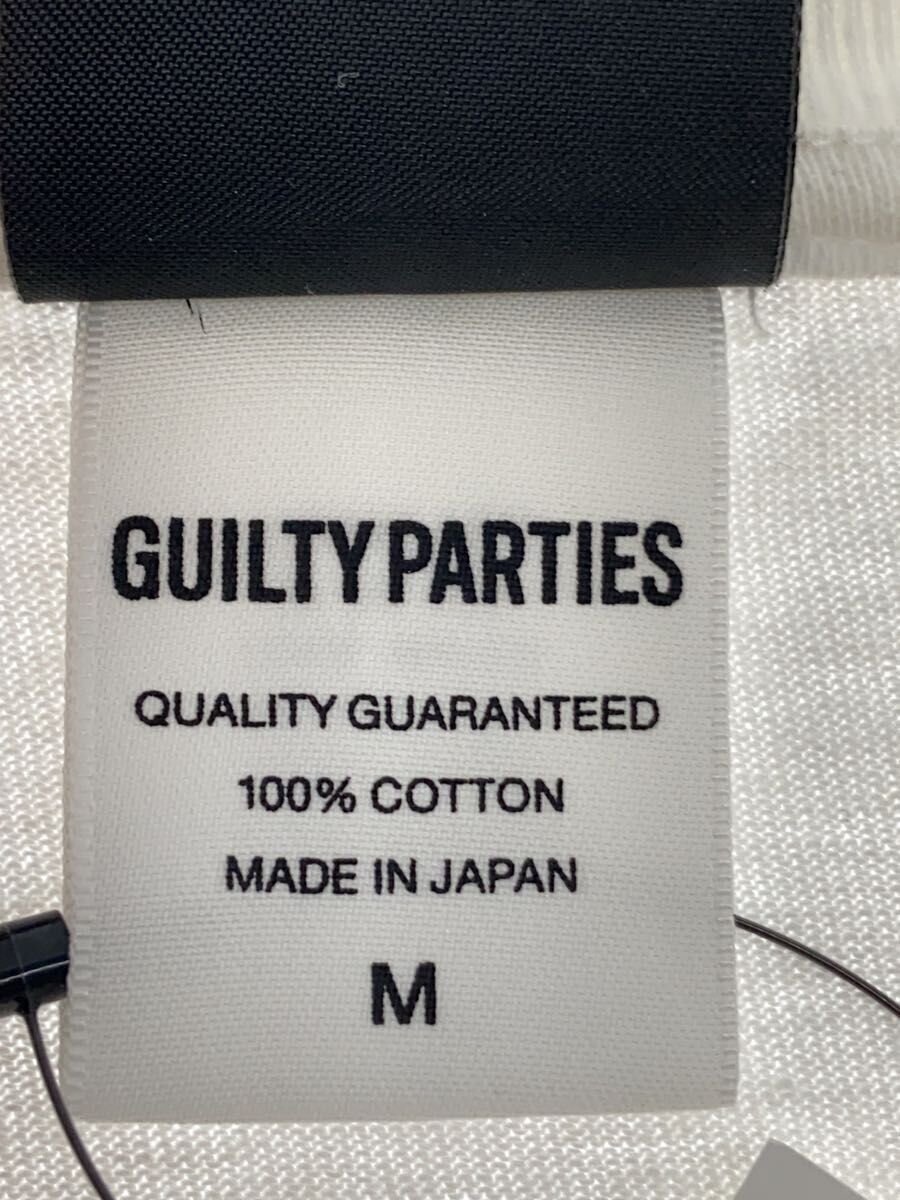 GUILTY PARTIES
QUALITY GUARANTEED
100% COTTON
MADE IN JAPAN
M